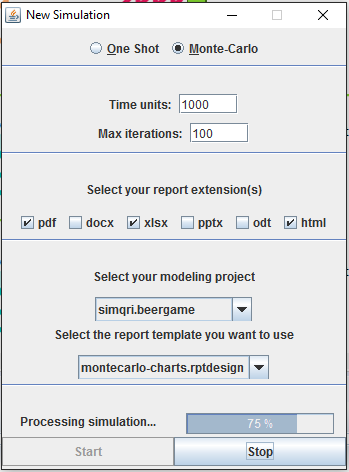 New Simulation
One Shot Monte-Carlo
Time units: 1000
Max iterations: 100
Select your report extension(s)
pdf docx xlsx pptx odt html
Select your modeling project
simqri.beergame
Select the report template you want to use
montecarlo-charts.rptdesign
Processing simulation... 75 %
Start Stop